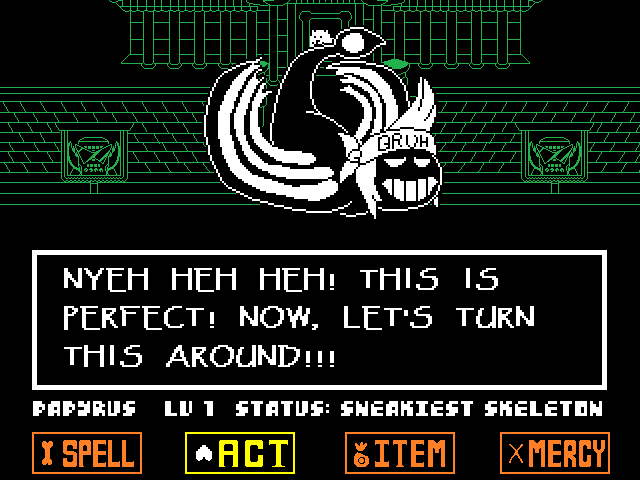 BRUH
NYEH HEH HEH! THIS IS
PERFECT! NOW, LET'S TURN
THIS AROUND!!!
PAPYRUS LV 1 STATUS: SNEAKIEST SKELETON
SPELL ACT ITEM MERCY